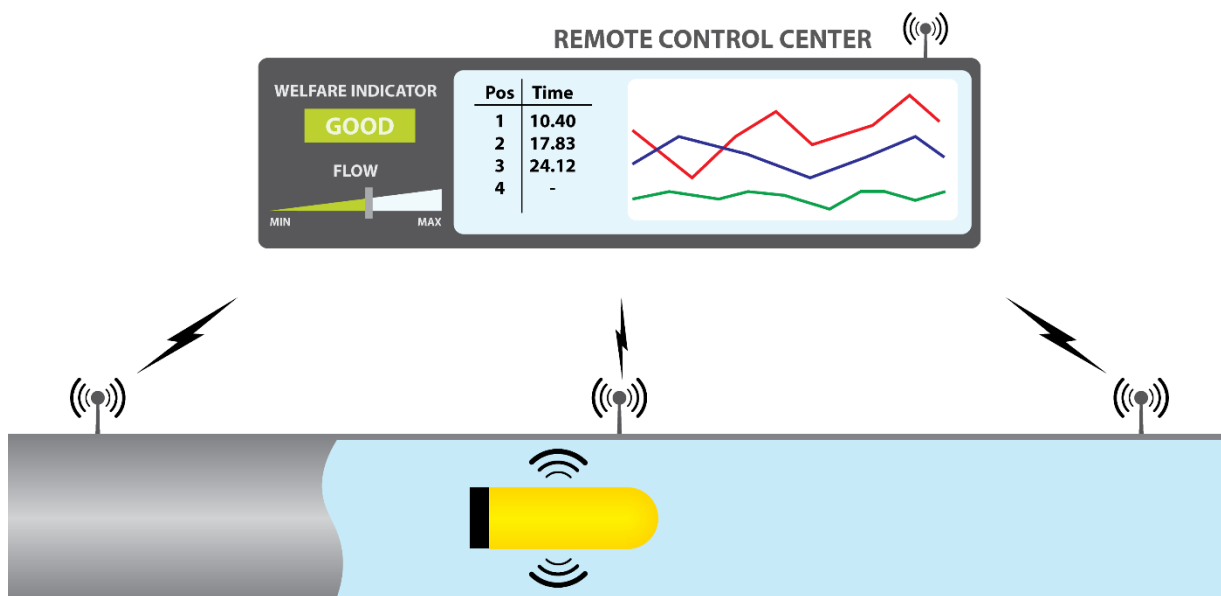 REMOTE CONTROL CENTER
WELFARE INDICATOR
GOOD
FLOW
MIN MAX
Pos Time
1 10.40
2 17.83
3 24.12
4 -